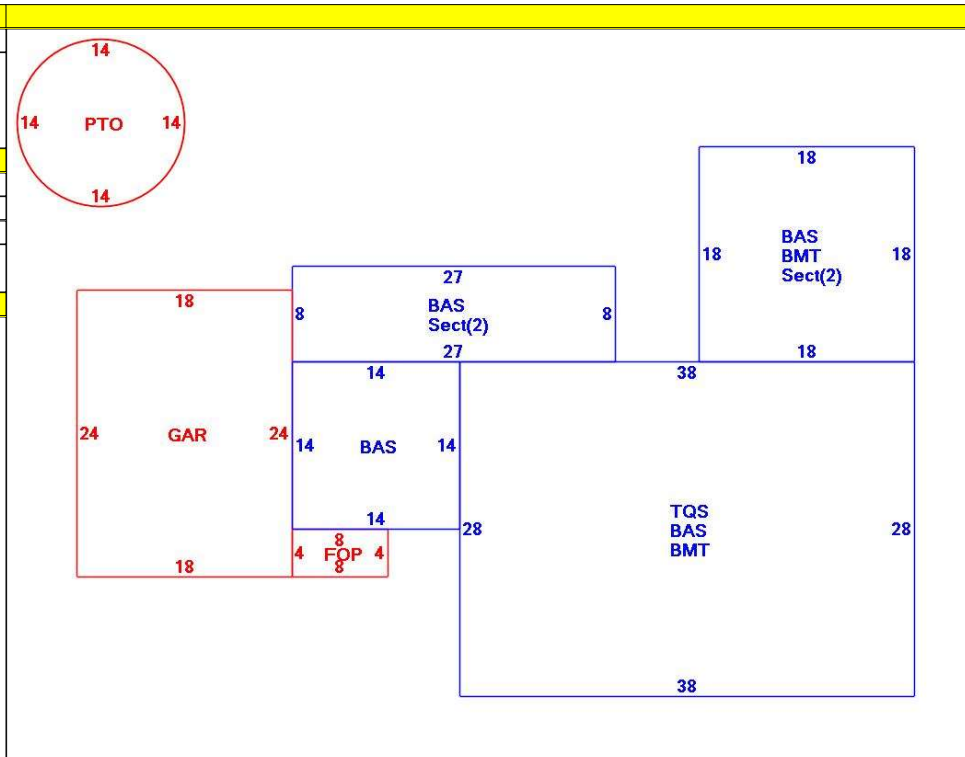 14
14 PTO 14
14
18
BAS
18 BMT 18
Sect(2)
18
27
8 BAS 8
Sect(2)
27
18
24 GAR 24
18
14
14 BAS 14
14
8
4 FOP 4
8
38
TQS
28 BAS 28
BMT
38